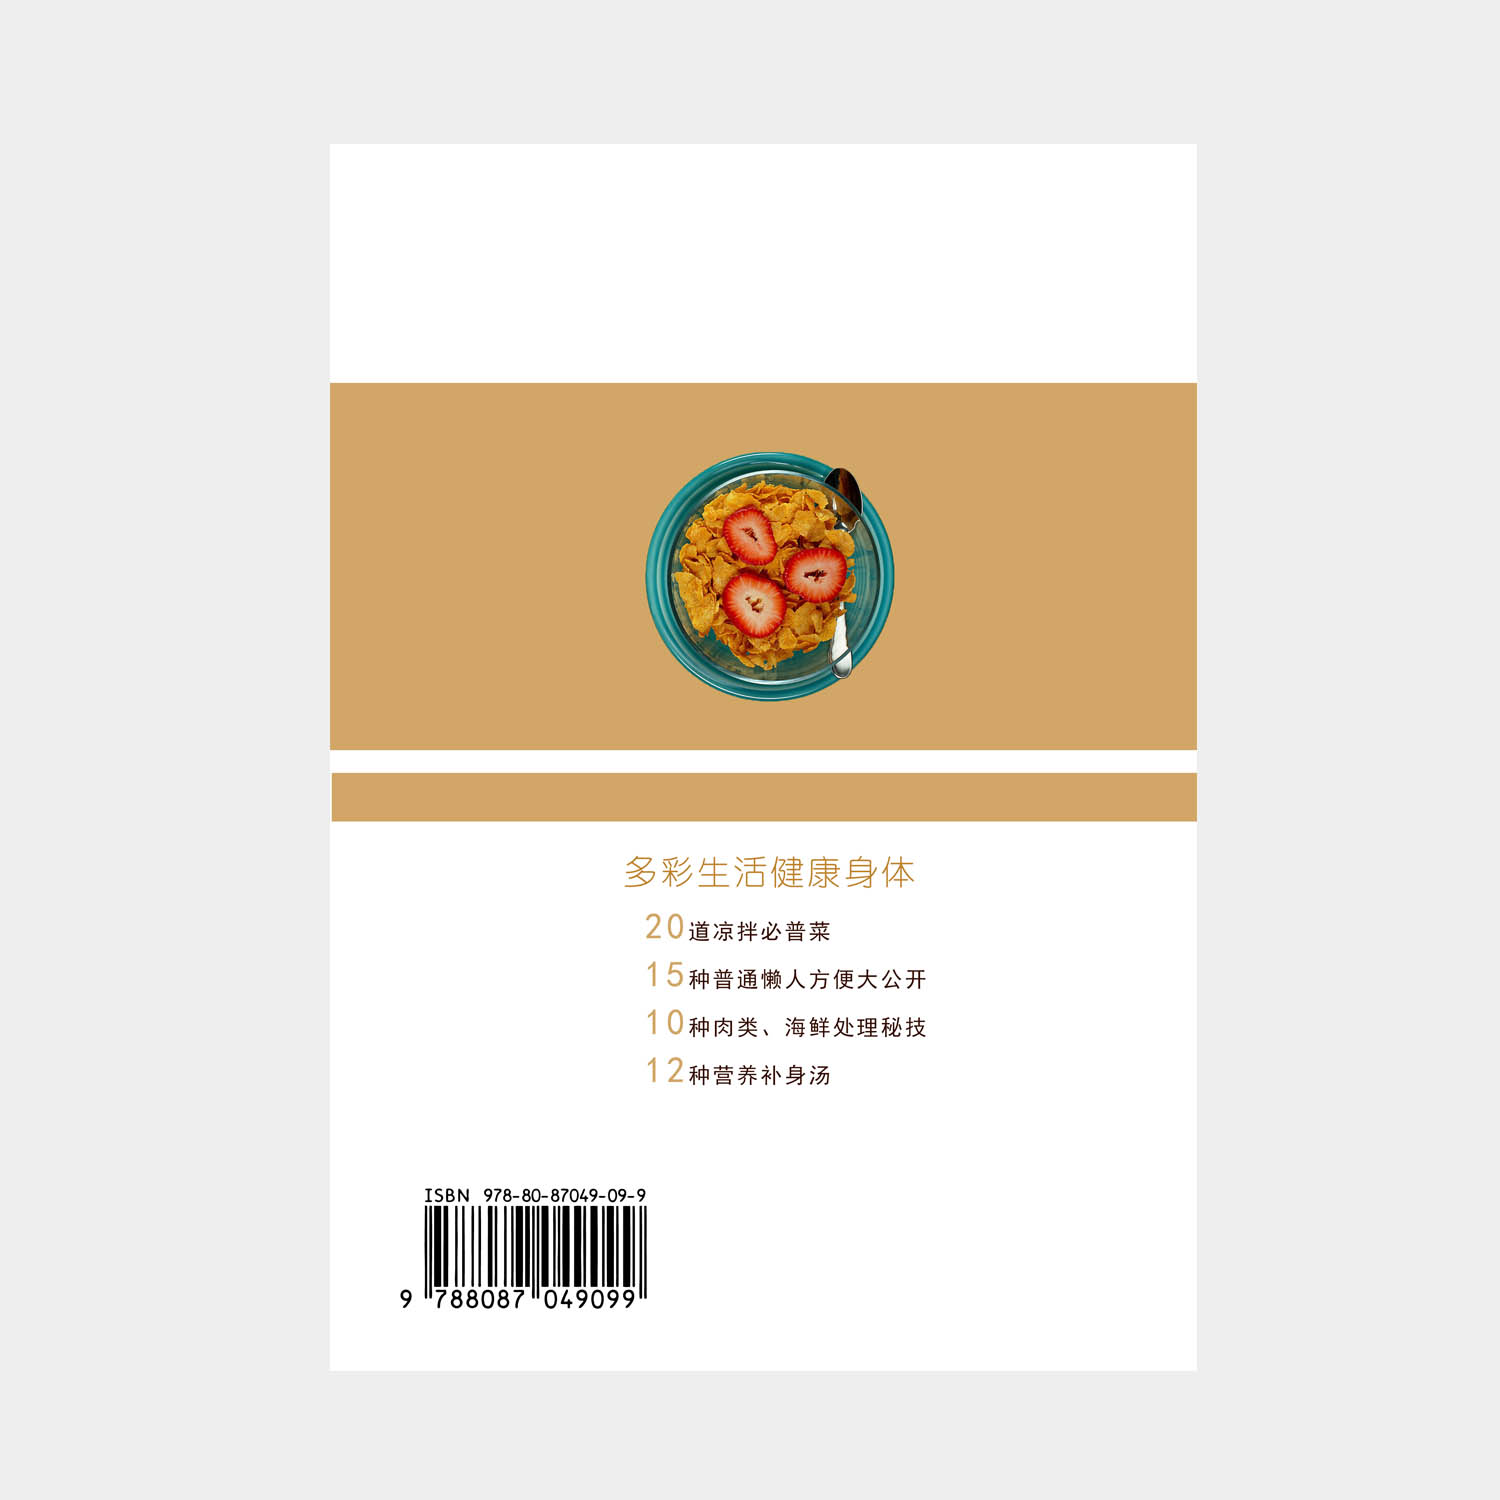 多彩生活健康身体
20道凉拌必普菜
15种普通懒人方便大公开
10种肉类、海鲜处理秘技
12种营养补身汤
ISBN 978-80-87049-09-9
9 788087 049099